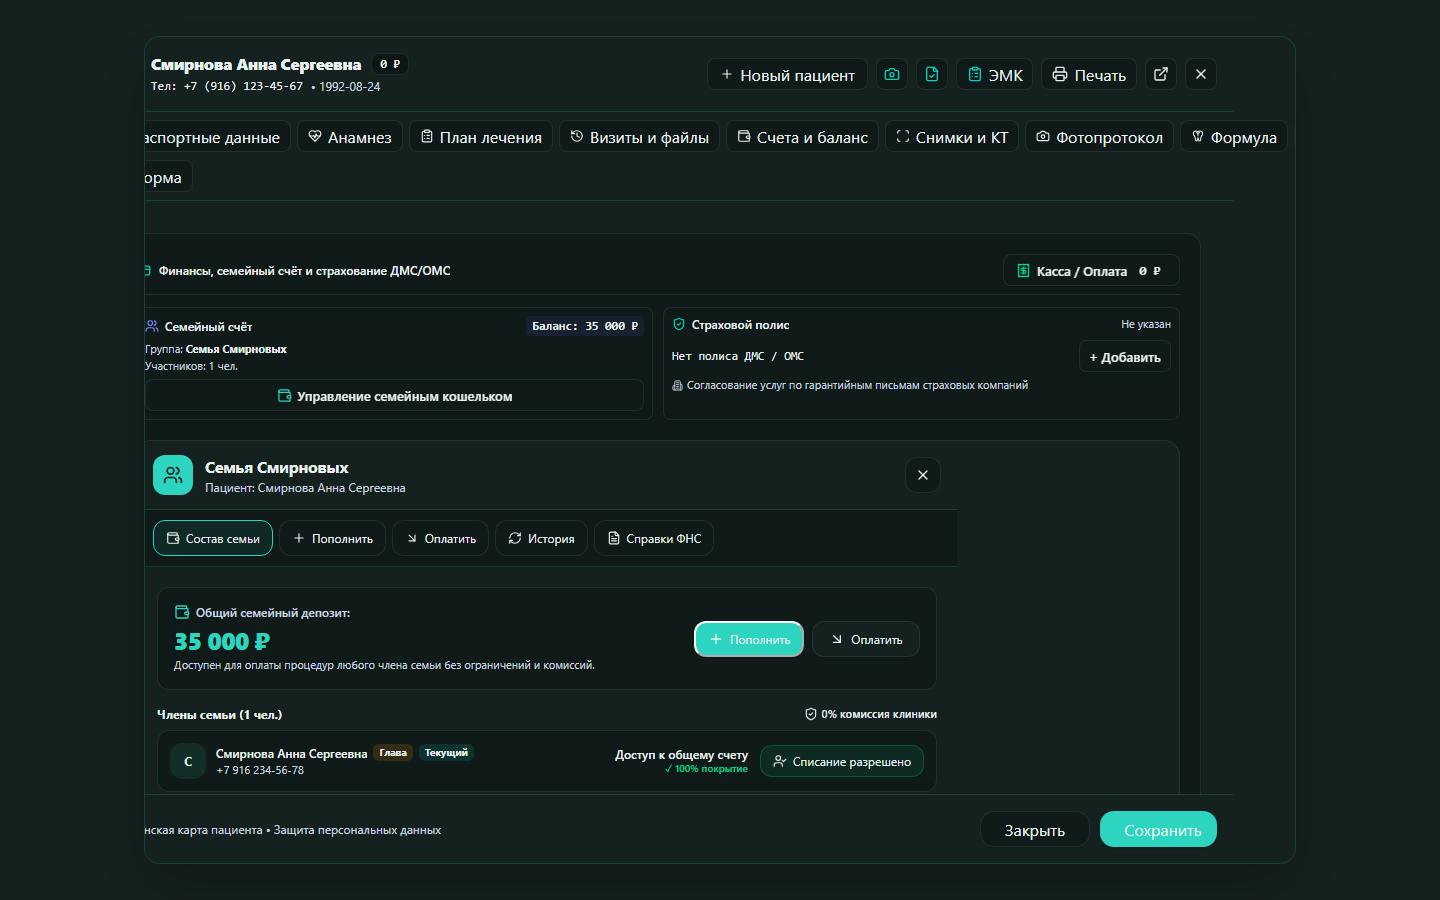 Смирнова Анна Сергеевна 0 ₽
Тел: +7 (916) 123-45-67 • 1992-08-24
+ Новый пациент
ЭМК
Печать
аспортные данные
Анамнез
План лечения
Визиты и файлы
Счета и баланс
Снимки и КТ
Фотопротокол
Формула
орма
Финансы, семейный счёт и страхование ДМС/ОМС
Касса / Оплата 0 ₽
Семейный счёт
Баланс: 35 000 ₽
Группа: Семья Смирновых
Участников: 1 чел.
Управление семейным кошельком
Страховой полис
Не указан
Нет полиса ДМС / ОМС
+ Добавить
Согласование услуг по гарантийным письмам страховых компаний
Семья Смирновых
Пациент: Смирнова Анна Сергеевна
Состав семьи
Пополнить
Оплатить
История
Справки ФНС
Общий семейный депозит:
35 000 ₽
Доступен для оплаты процедур любого члена семьи без ограничений и комиссий.
Пополнить
Оплатить
Члены семьи (1 чел.)
0% комиссия клиники
С
Смирнова Анна Сергеевна Глава Текущий
+7 916 234-56-78
Доступ к общему счету
✓ 100% покрытие
Списание разрешено
нская карта пациента • Защита персональных данных
Закрыть
Сохранить